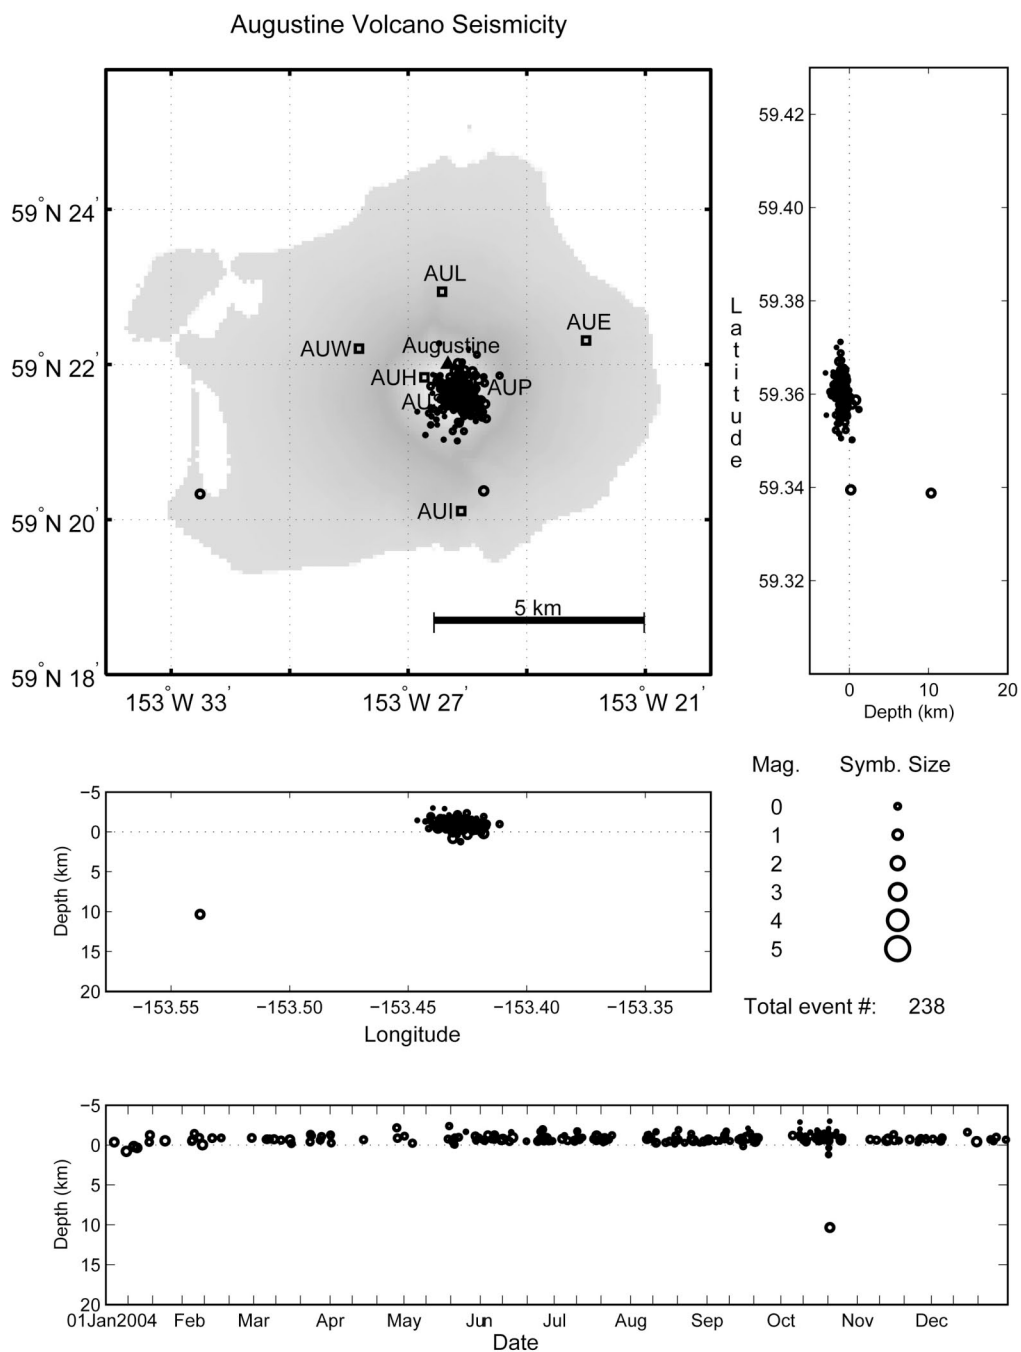 Augustine Volcano Seismicity
59°N 24'
59°N 22'
59°N 20'
59°N 18'
AUL
AUE
AUW
Augustine
AUH
AUP
AU
AUI
5 km
153°W 33'
153°W 27'
153°W 21'
59.42
59.40
59.38
59.36
59.34
59.32
Latitude
0
10
20
Depth (km)
−5
0
5
10
15
20
Depth (km)
−153.55
−153.50
−153.45
−153.40
−153.35
Longitude
Mag. Symb. Size
0
1
2
3
4
5
Total event #: 238
−5
0
5
10
15
20
Depth (km)
01Jan2004 Feb Mar Apr May Jun Jul Aug Sep Oct Nov Dec
Date